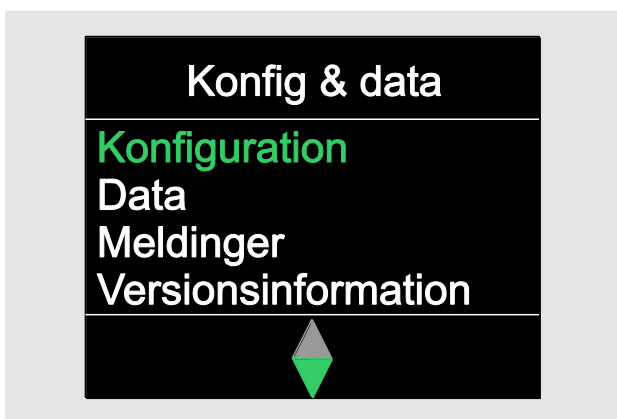 Konfig & data
Konfiguration
Data
Meldinger
Versionsinformation